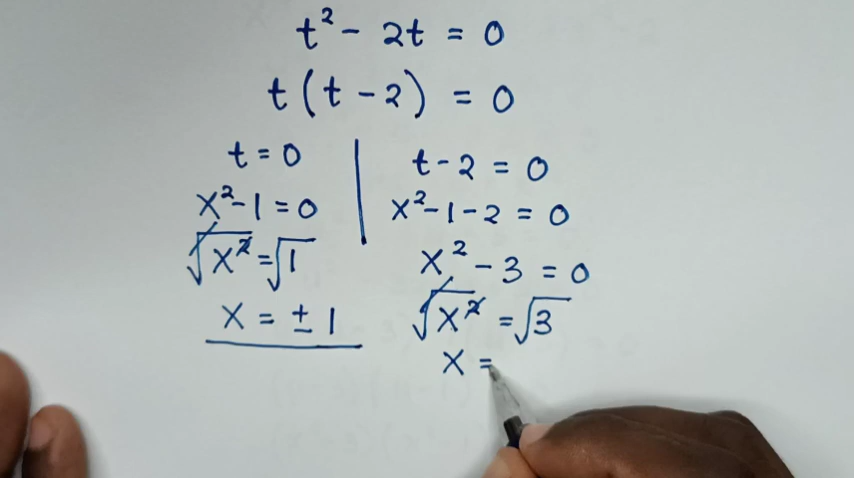 t² - 2t = 0
t(t - 2) = 0
t = 0
x² - 1 = 0
√x² = √1
x = ± 1
t - 2 = 0
x² - 1 - 2 = 0
x² - 3 = 0
√x² = √3
x =